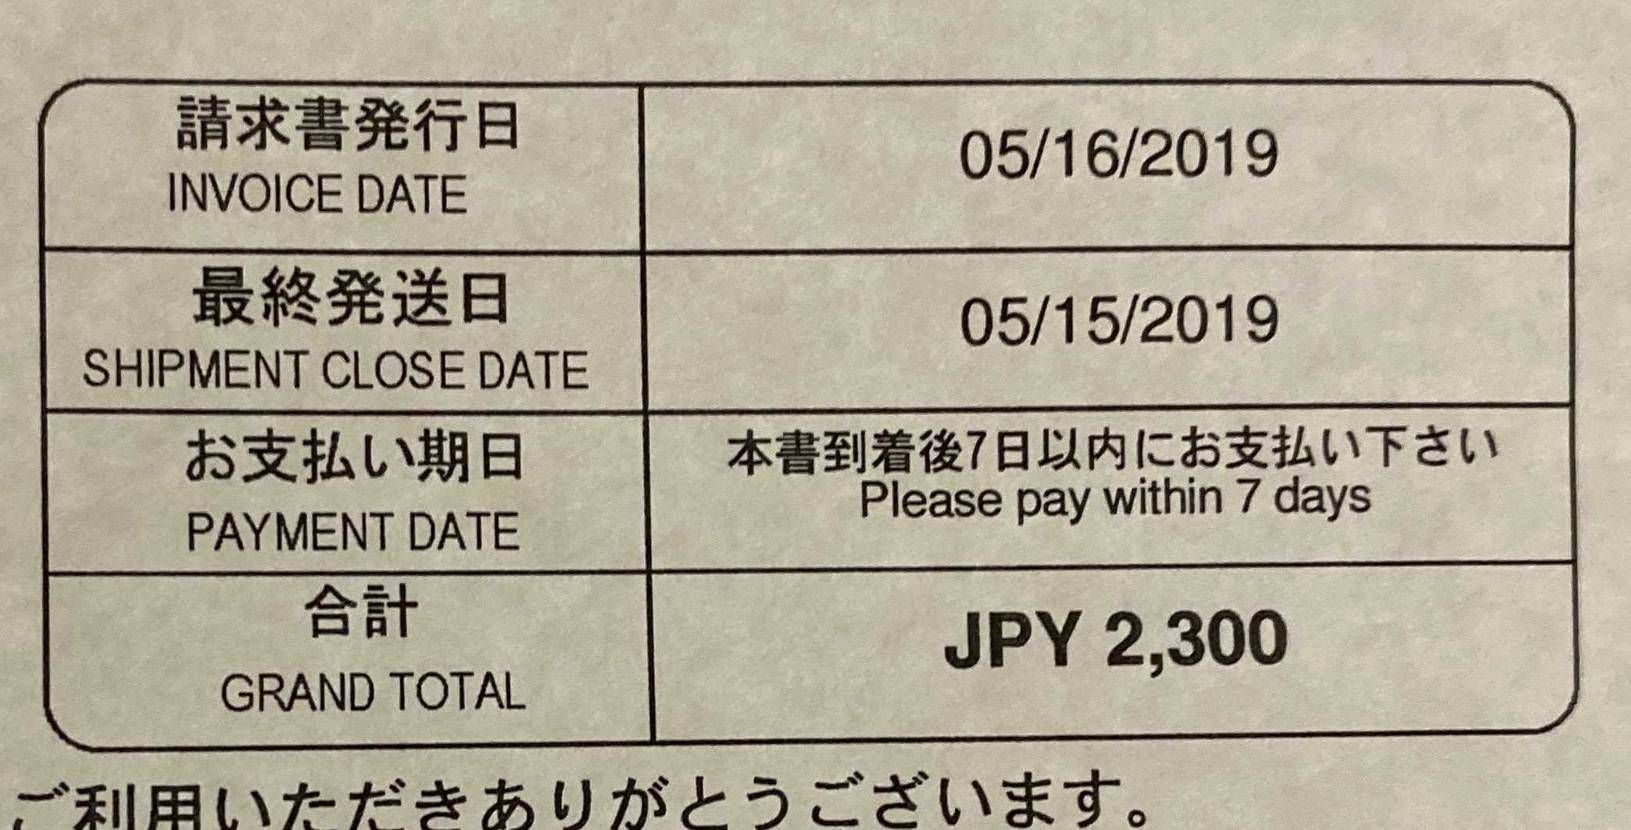 請求書発行日
INVOICE DATE
05/16/2019
最終発送日
SHIPMENT CLOSE DATE
05/15/2019
お支払い期日
PAYMENT DATE
本書到着後7日以内にお支払い下さい
Please pay within 7 days
合計
GRAND TOTAL
JPY 2,300
ご利用いただきありがとうございます。